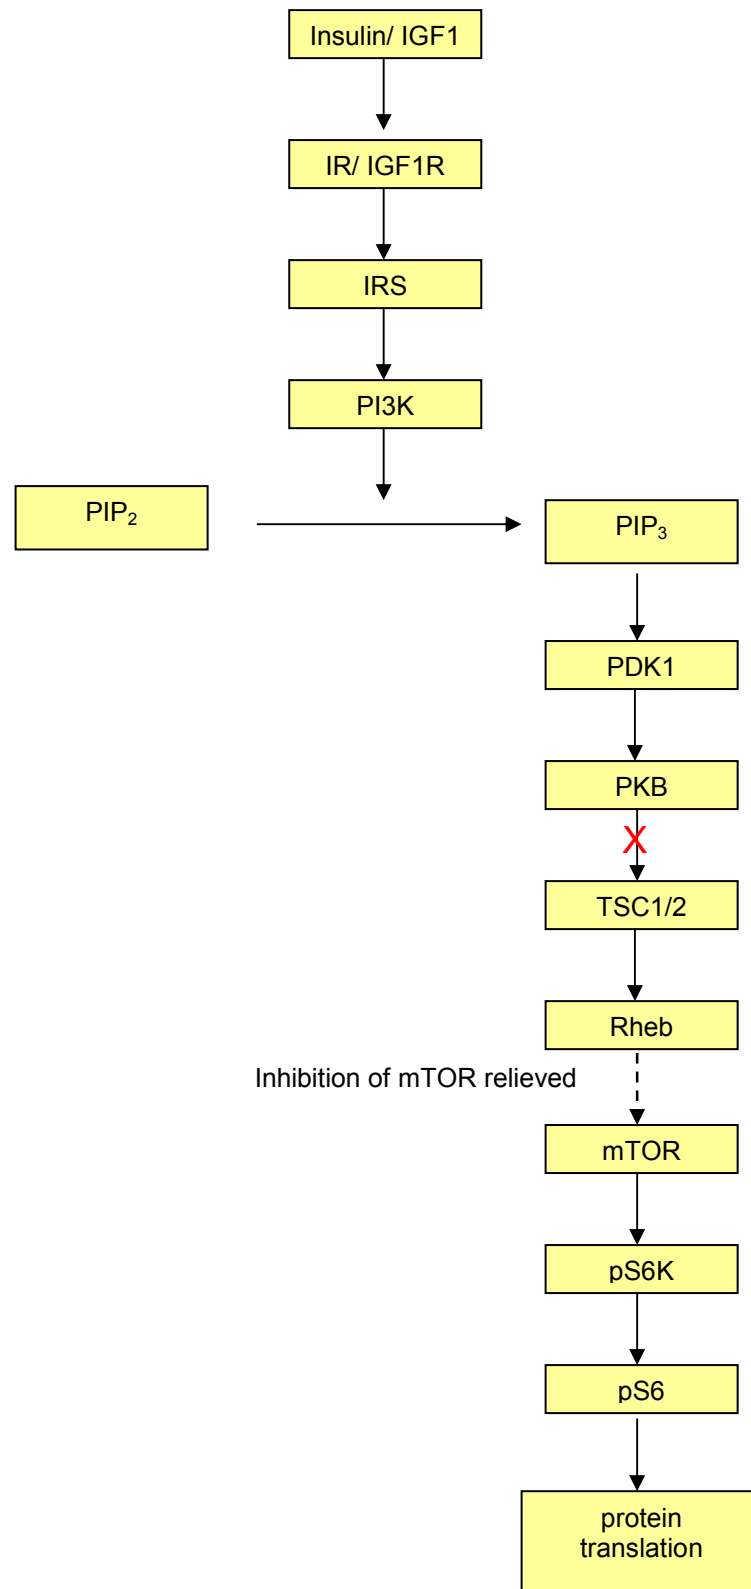 Insulin/ IGF1
IR/ IGF1R
IRS
PI3K
PIP₂
PIP₃
PDK1
PKB
X
TSC1/2
Rheb
Inhibition of mTOR relieved
mTOR
pS6K
pS6
protein
translation